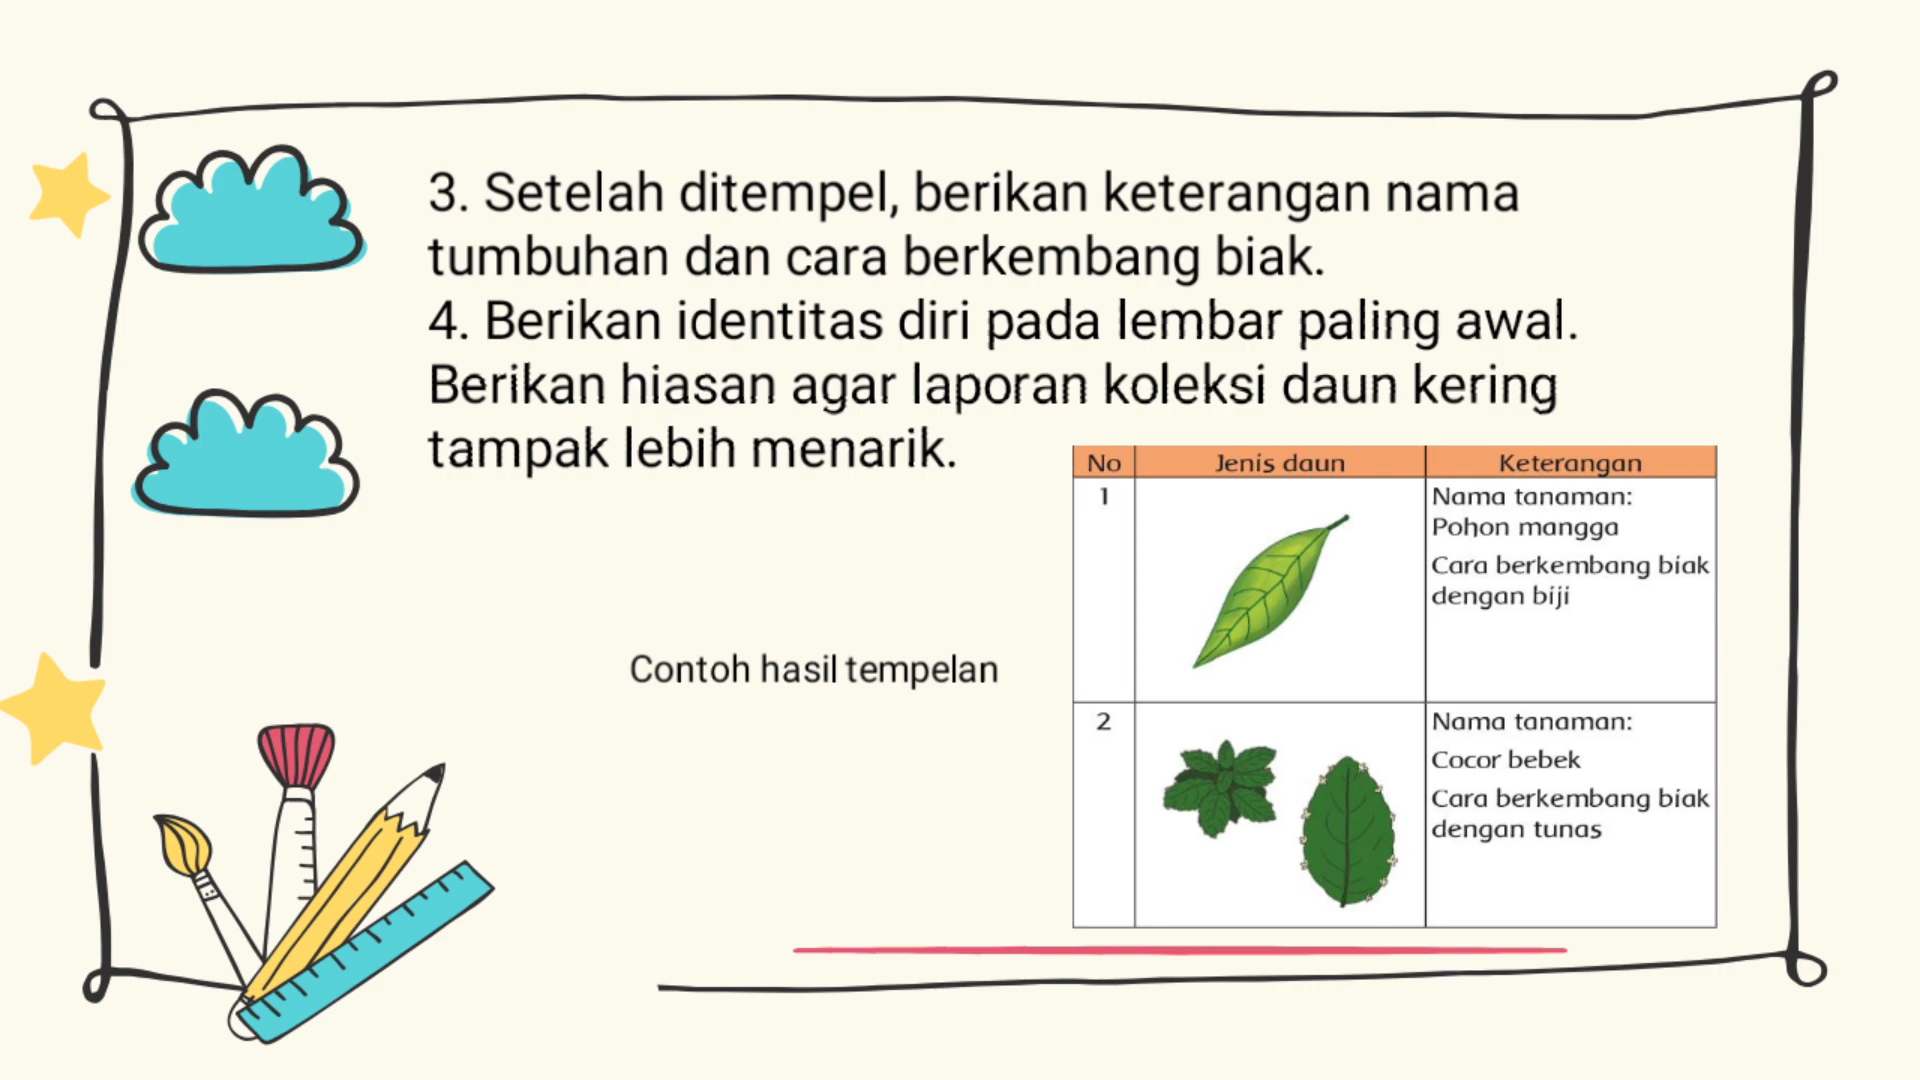 3. Setelah ditempel, berikan keterangan nama
tumbuhan dan cara berkembang biak.
4. Berikan identitas diri pada lembar paling awal.
Berikan hiasan agar laporan koleksi daun kering
tampak lebih menarik.
Contoh hasil tempelan
No Jenis daun Keterangan
1 Nama tanaman:
Pohon mangga
Cara berkembang biak
dengan biji
2 Nama tanaman:
Cocor bebek
Cara berkembang biak
dengan tunas